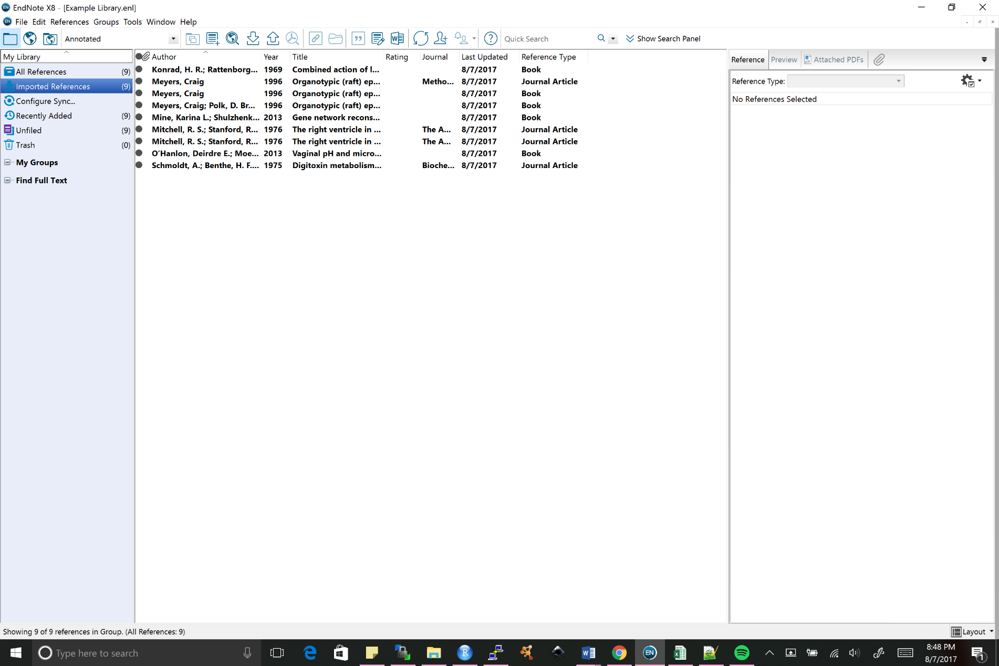 EndNote X8 - [Example Library.enl]
File Edit References Groups Tools Window Help
Annotated
Quick Search
Show Search Panel
My Library
All References (9)
Imported References (9)
Configure Sync...
Recently Added (9)
Unfiled (9)
Trash (0)
My Groups
Find Full Text
Author Year Title Rating Journal Last Updated Reference Type
Konrad, H. R.; Rattenborg... 1969 Combined action of l... 8/7/2017 Book
Meyers, Craig 1996 Organotypic (raft) ep... Metho... 8/7/2017 Journal Article
Meyers, Craig 1996 Organotypic (raft) ep... 8/7/2017 Book
Meyers, Craig; Polk, D. Br... 1996 Organotypic (raft) ep... 8/7/2017 Book
Mine, Karina L.; Shulzhenk... 2013 Gene network recons... 8/7/2017 Book
Mitchell, R. S.; Stanford, R... 1976 The right ventricle in ... The A... 8/7/2017 Journal Article
Mitchell, R. S.; Stanford, R... 1976 The right ventricle in ... The A... 8/7/2017 Journal Article
O’Hanlon, Deirdre E.; Moe... 2013 Vaginal pH and micro... 8/7/2017 Book
Schmoldt, A.; Benthe, H. F.... 1975 Digitoxin metabolism... Bioche... 8/7/2017 Journal Article
Reference Preview Attached PDFs
Reference Type:
No References Selected
Showing 9 of 9 references in Group. (All References: 9)
Layout
Type here to search
EN
8:48 PM
8/7/2017
1